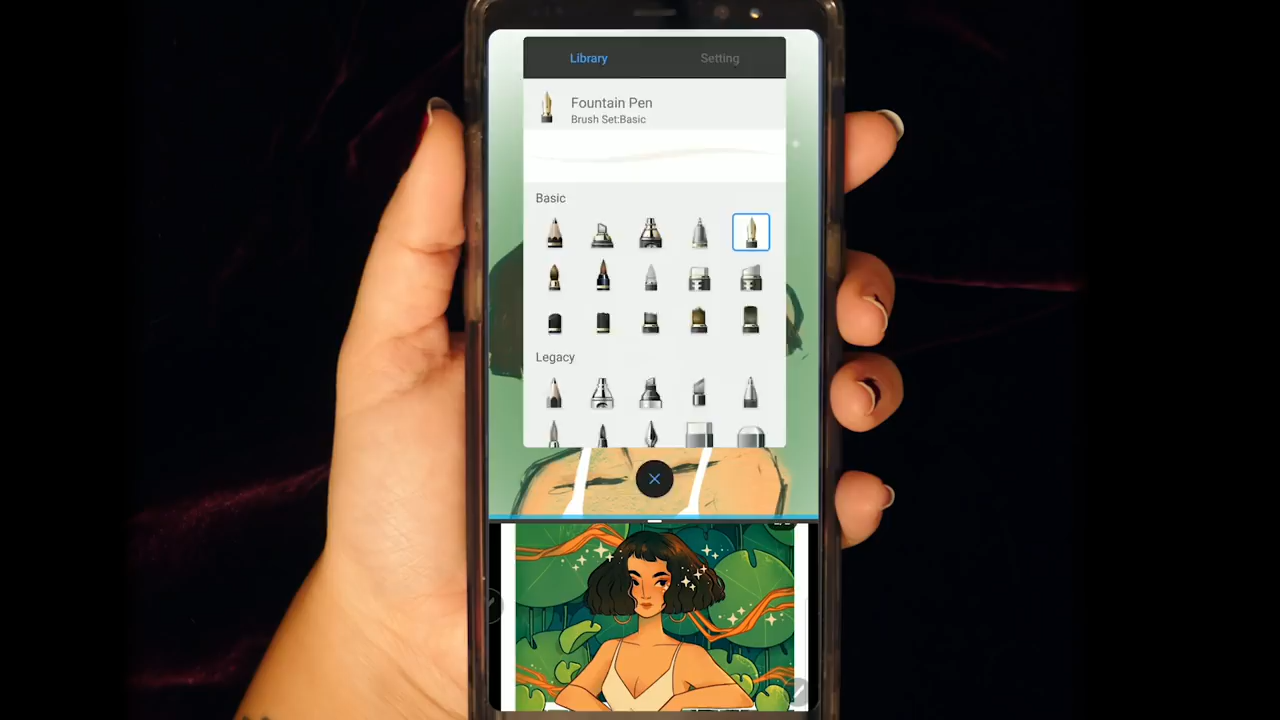 Library
Setting
Fountain Pen
Brush Set:Basic
Basic
Legacy